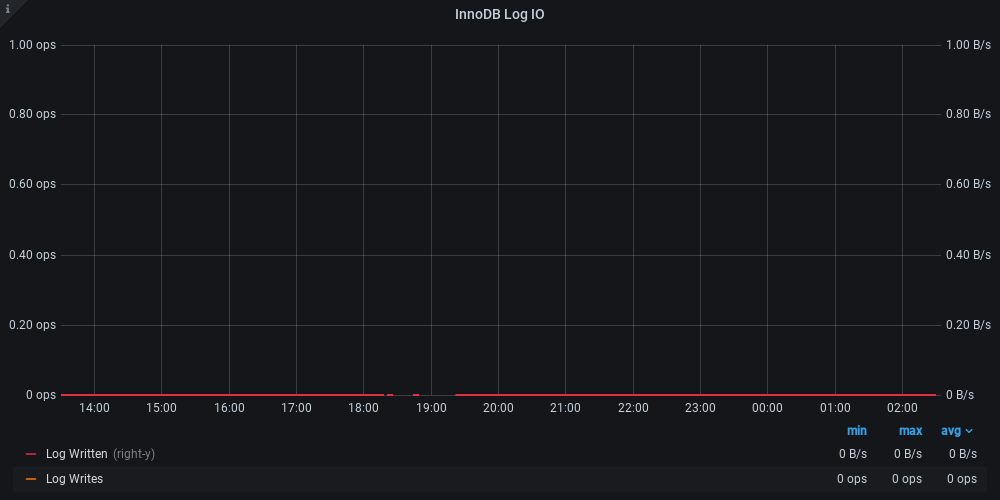 i
InnoDB Log IO
1.00 ops 1.00 B/s
0.80 ops 0.80 B/s
0.60 ops 0.60 B/s
0.40 ops 0.40 B/s
0.20 ops 0.20 B/s
0 ops 0 B/s
14:00 15:00 16:00 17:00 18:00 19:00 20:00 21:00 22:00 23:00 00:00 01:00 02:00
min max avg
Log Written (right-y) 0 B/s 0 B/s 0 B/s
Log Writes 0 ops 0 ops 0 ops